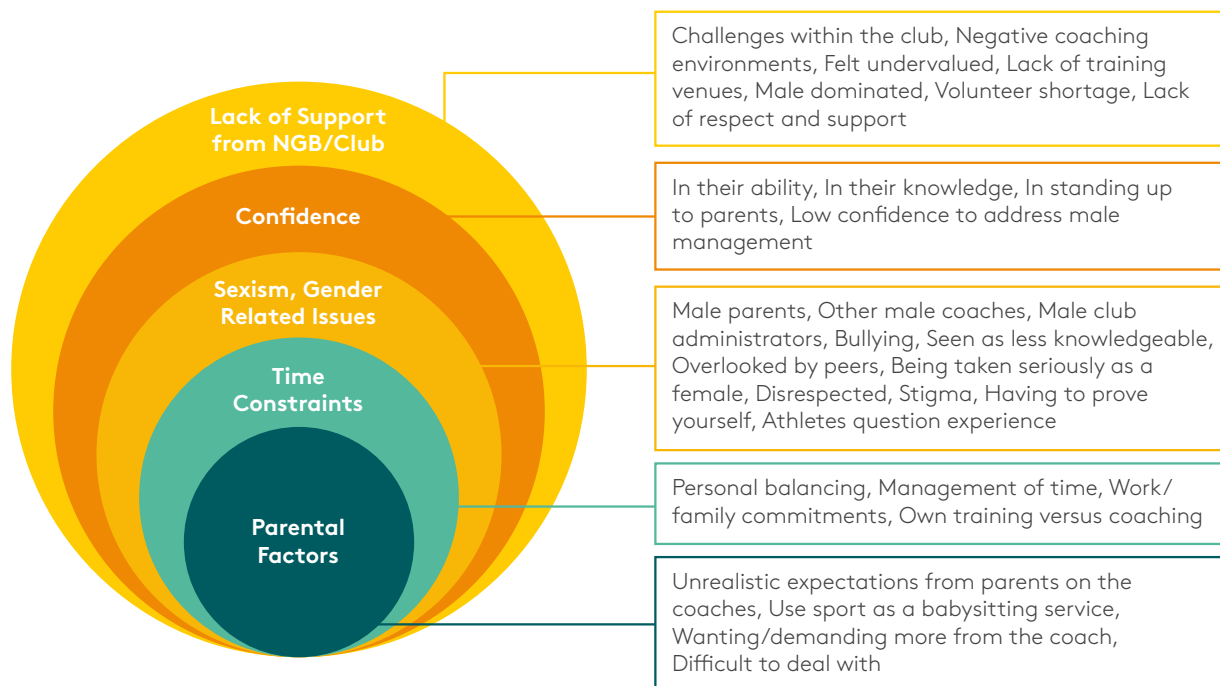 Lack of Support
from NGB/Club
Challenges within the club, Negative coaching
environments, Felt undervalued, Lack of training
venues, Male dominated, Volunteer shortage, Lack
of respect and support
Confidence
In their ability, In their knowledge, In standing up
to parents, Low confidence to address male
management
Sexism, Gender
Related Issues
Male parents, Other male coaches, Male club
administrators, Bullying, Seen as less knowledgeable,
Overlooked by peers, Being taken seriously as a
female, Disrespected, Stigma, Having to prove
yourself, Athletes question experience
Time
Constraints
Personal balancing, Management of time, Work/
family commitments, Own training versus coaching
Parental
Factors
Unrealistic expectations from parents on the
coaches, Use sport as a babysitting service,
Wanting/demanding more from the coach,
Difficult to deal with